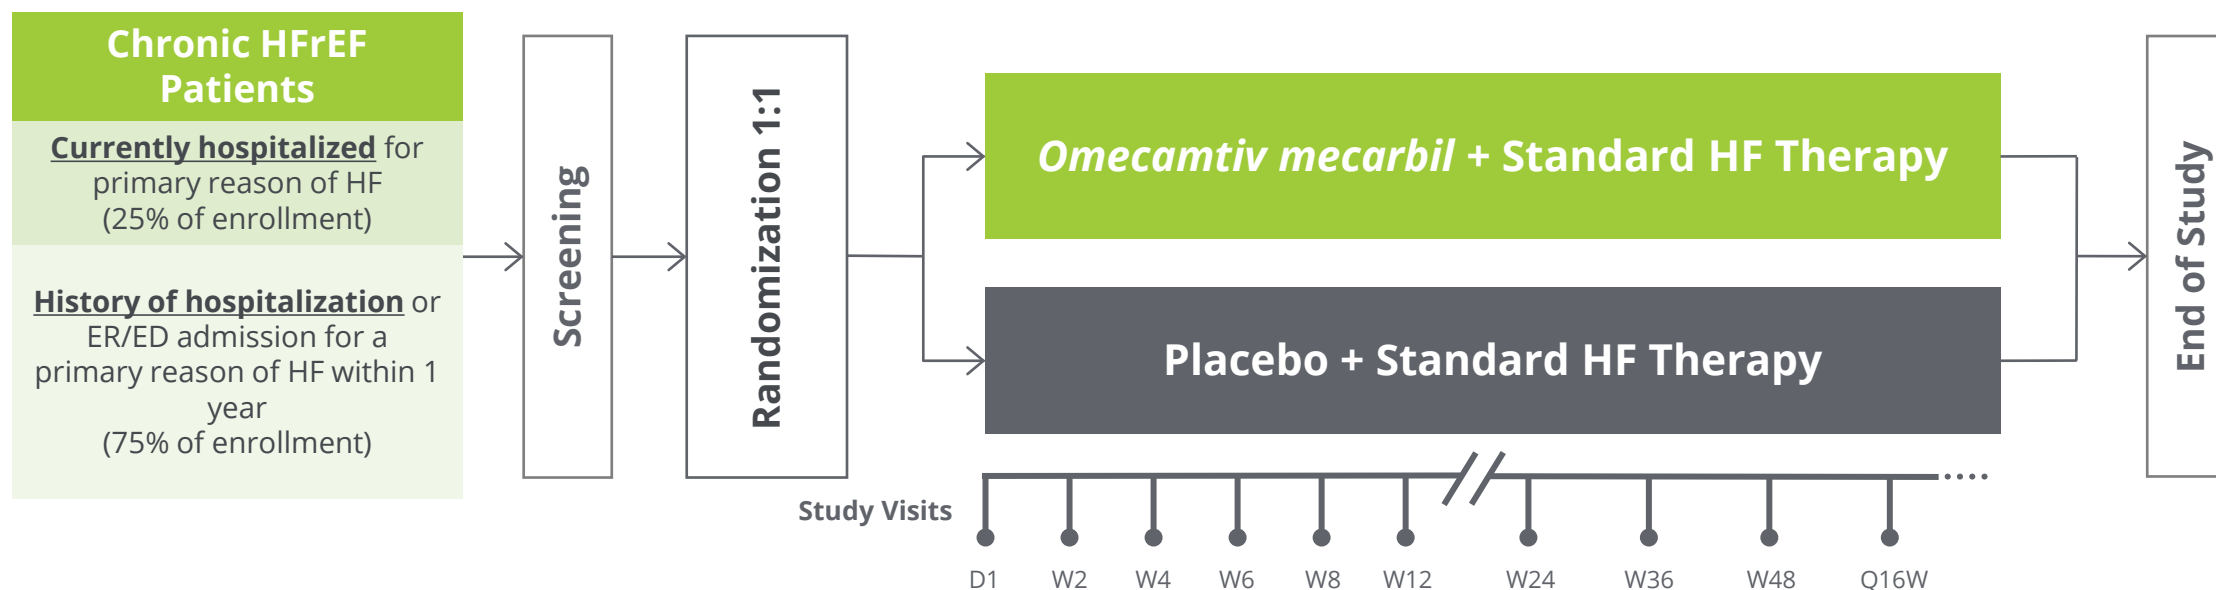 Chronic HFrEF
Patients
Currently hospitalized for
primary reason of HF
(25% of enrollment)
History of hospitalization or
ER/ED admission for a
primary reason of HF within 1
year
(75% of enrollment)
Screening
Randomization 1:1
Omecamtiv mecarbil + Standard HF Therapy
Placebo + Standard HF Therapy
End of Study
Study Visits
D1 W2 W4 W6 W8 W12 W24 W36 W48 Q16W